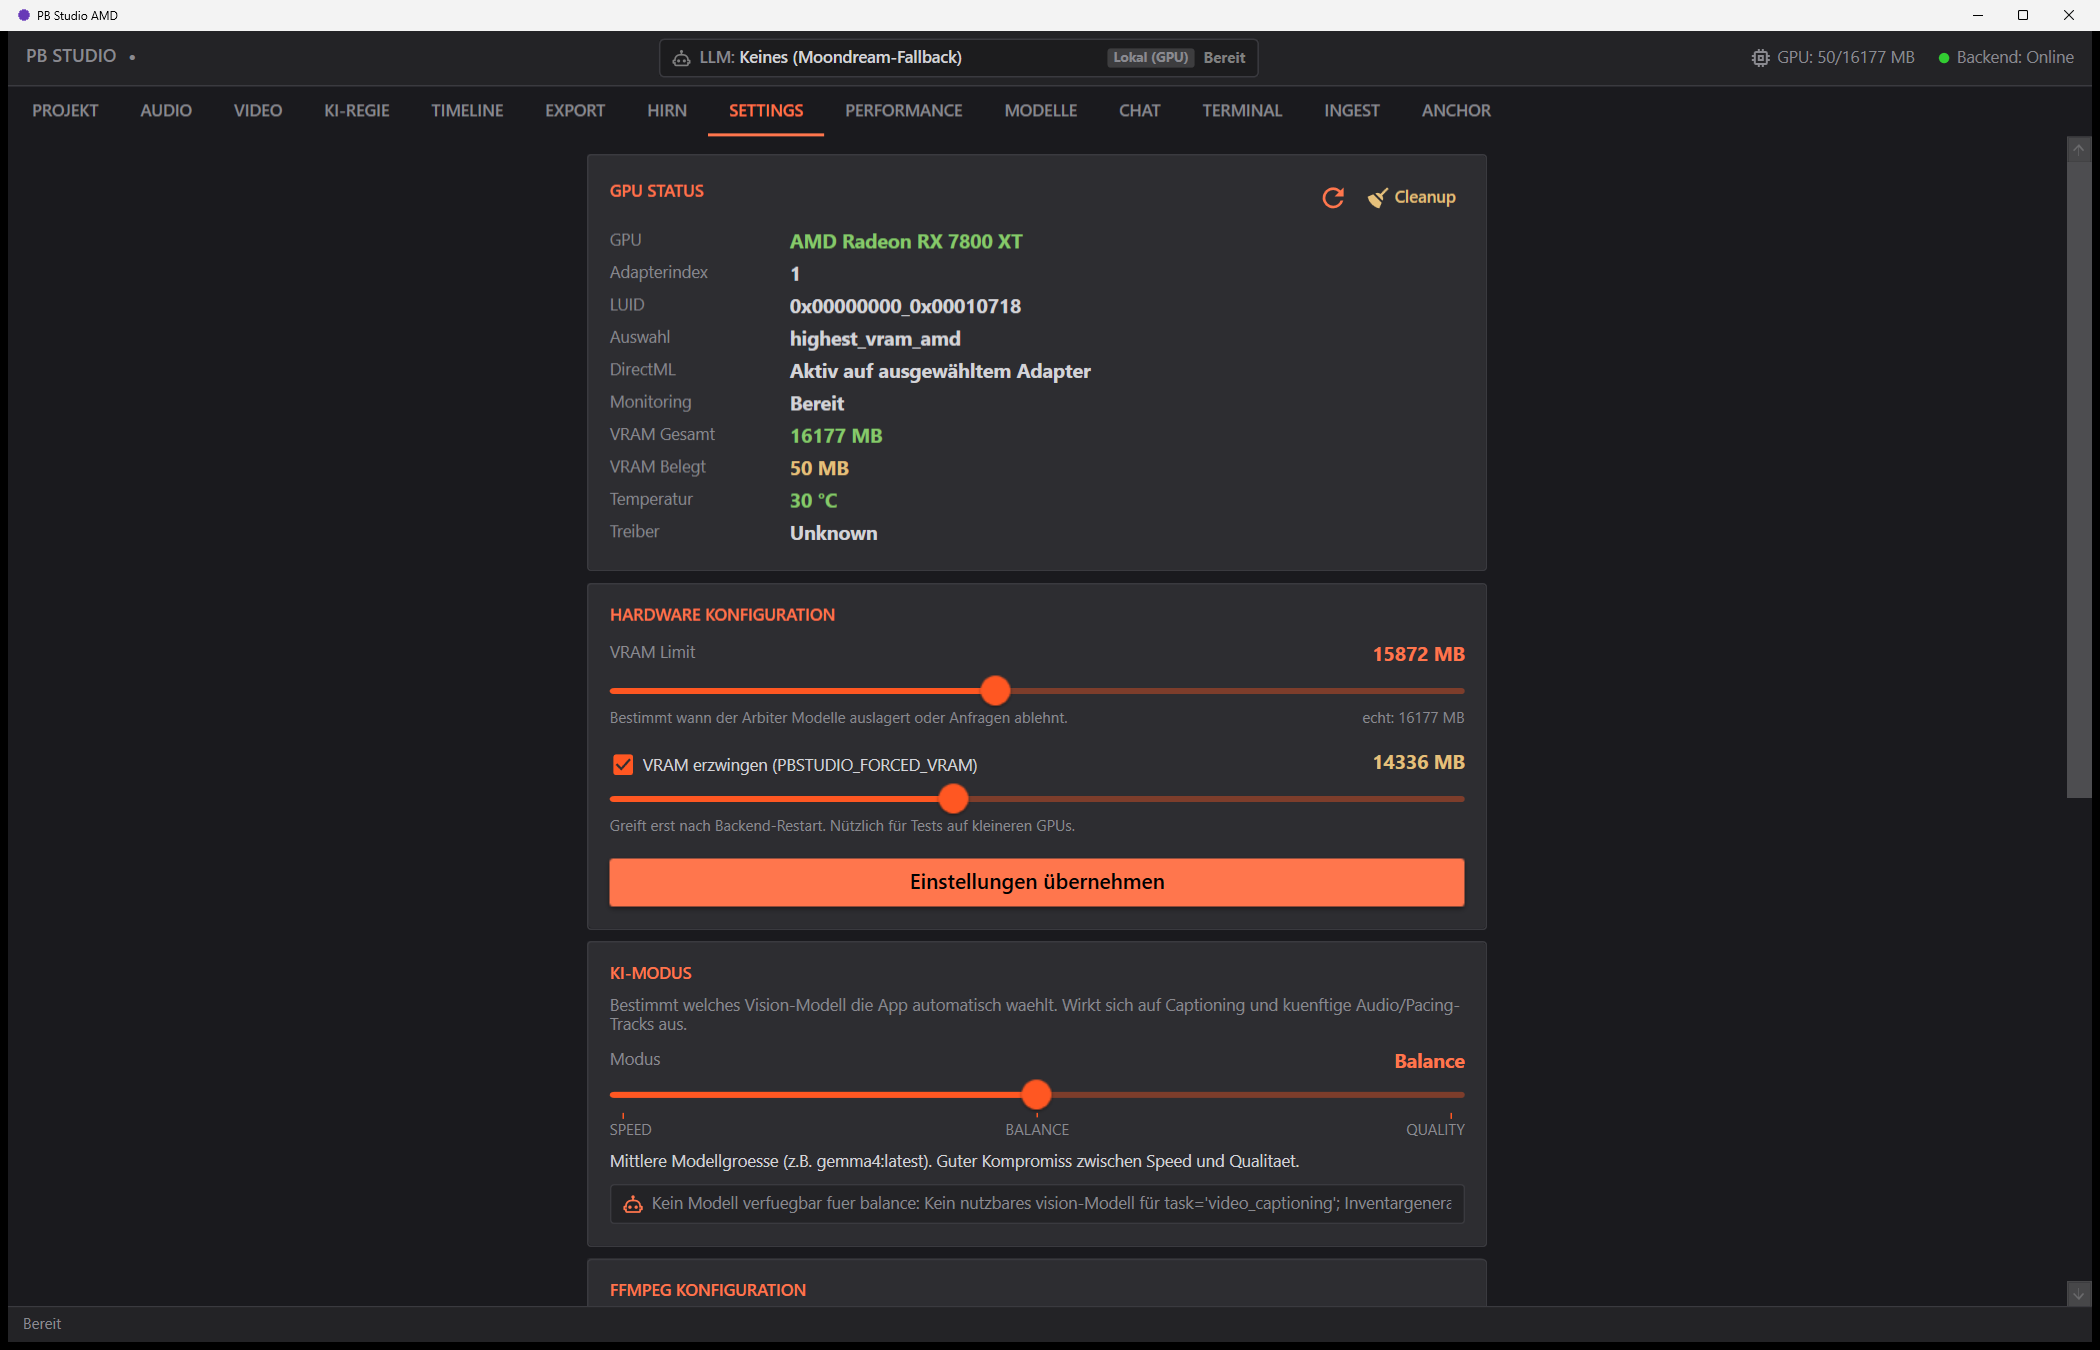 PB Studio AMD
PB STUDIO •
LLM: Keines (Moondream-Fallback) Lokal (GPU) Bereit
GPU: 50/16177 MB
Backend: Online
PROJEKT AUDIO VIDEO KI-REGIE TIMELINE EXPORT HIRN SETTINGS PERFORMANCE MODELLE CHAT TERMINAL INGEST ANCHOR
GPU STATUS
Cleanup
GPU AMD Radeon RX 7800 XT
Adapterindex 1
LUID 0x00000000_0x00010718
Auswahl highest_vram_amd
DirectML Aktiv auf ausgewähltem Adapter
Monitoring Bereit
VRAM Gesamt 16177 MB
VRAM Belegt 50 MB
Temperatur 30 °C
Treiber Unknown
HARDWARE KONFIGURATION
VRAM Limit 15872 MB
Bestimmt wann der Arbiter Modelle auslagert oder Anfragen ablehnt. echt: 16177 MB
VRAM erzwingen (PBSTUDIO_FORCED_VRAM) 14336 MB
Greift erst nach Backend-Restart. Nützlich für Tests auf kleineren GPUs.
Einstellungen übernehmen
KI-MODUS
Bestimmt welches Vision-Modell die App automatisch waehlt. Wirkt sich auf Captioning und kuenftige Audio/Pacing-
Tracks aus.
Modus Balance
SPEED BALANCE QUALITY
Mittlere Modellgroesse (z.B. gemma4:latest). Guter Kompromiss zwischen Speed und Qualitaet.
Kein Modell verfuegbar fuer balance: Kein nutzbares vision-Modell für task='video_captioning'; Inventargenera
FFMPEG KONFIGURATION
Bereit